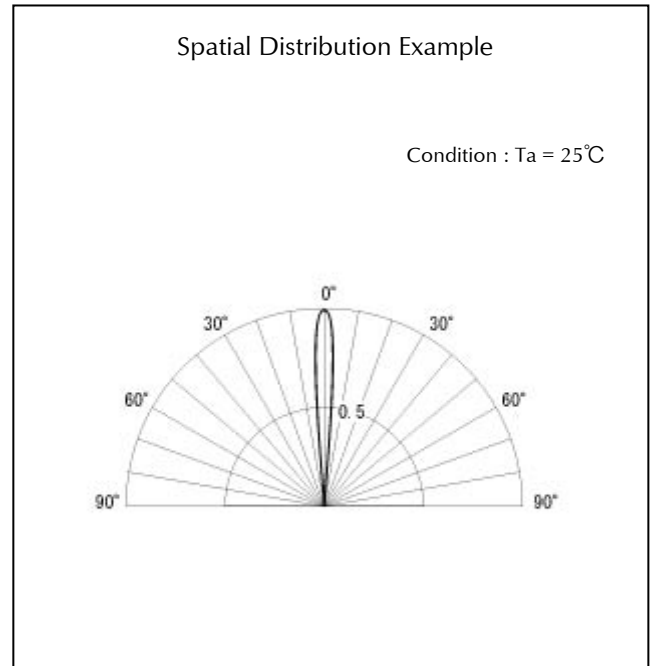 Spatial Distribution Example
Condition : Ta = 25℃
0°
30° 30°
60° 60°
0.5
90° 90°